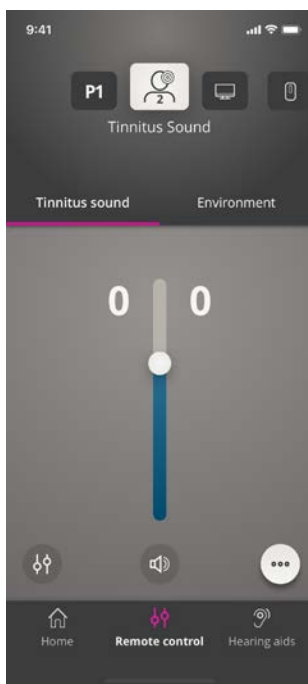 9:41
P1
2
Tinnitus Sound
Tinnitus sound Environment
0 0
Home Remote control Hearing aids